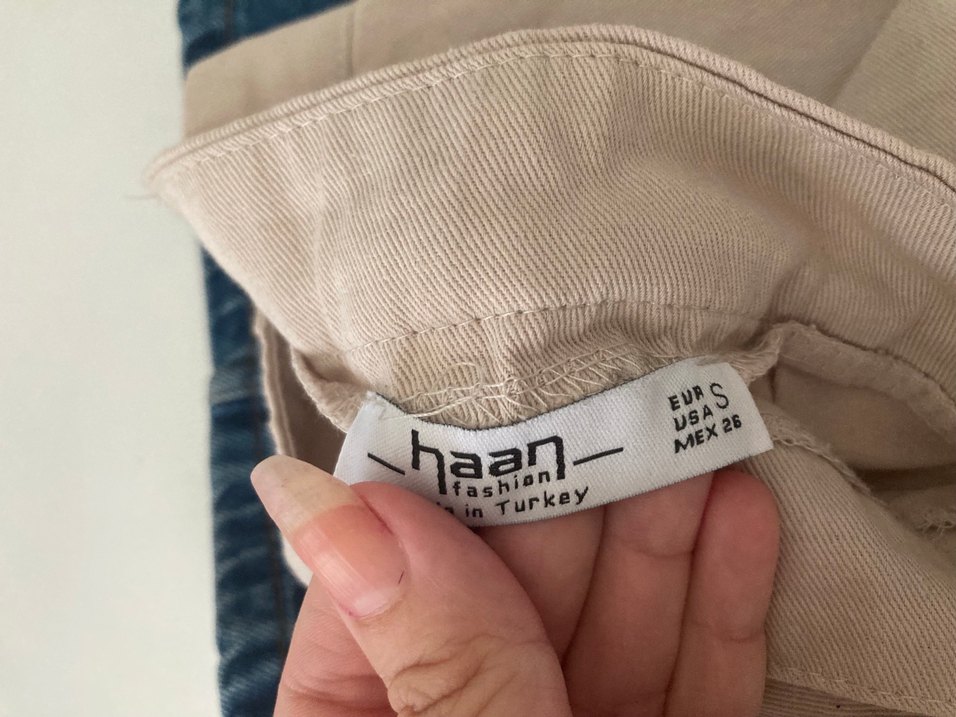 haan
fashion
in Turkey
EUR S
USA
MEX 26